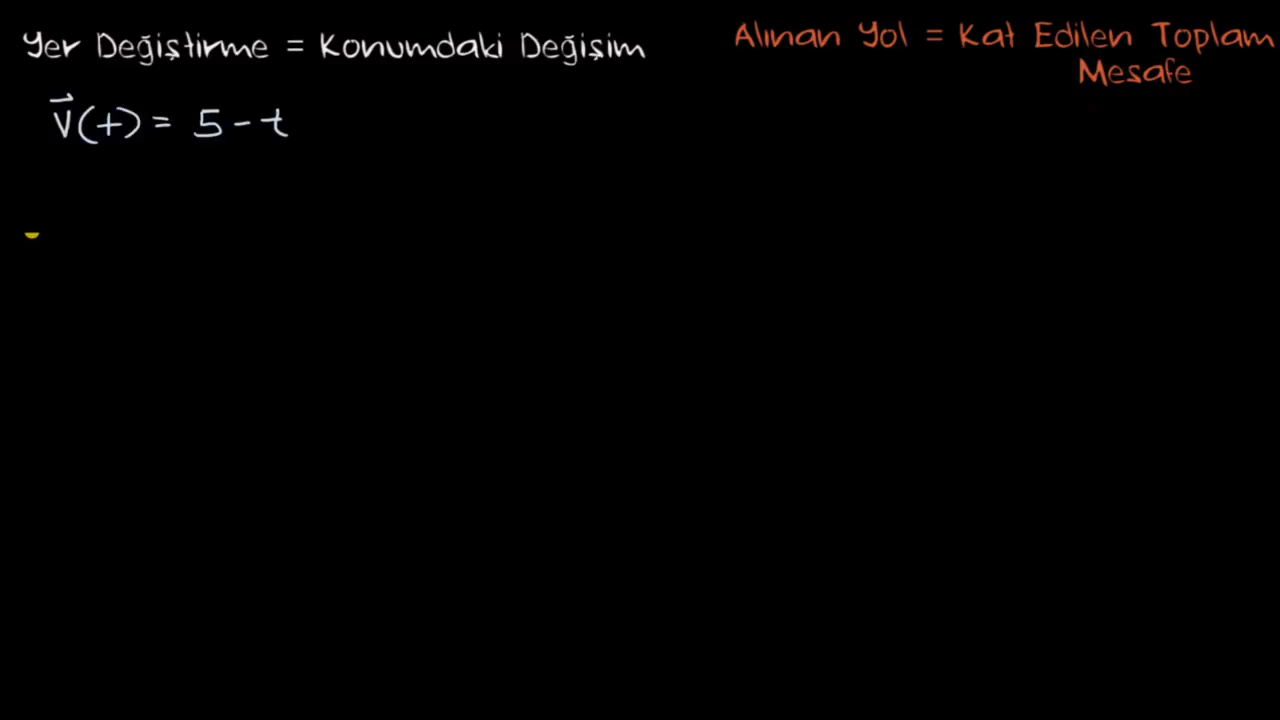 Yer Değiştirme = Konumdaki Değişim
Alınan Yol = Kat Edilen Toplam
Mesafe
v⃗(t) = 5 - t